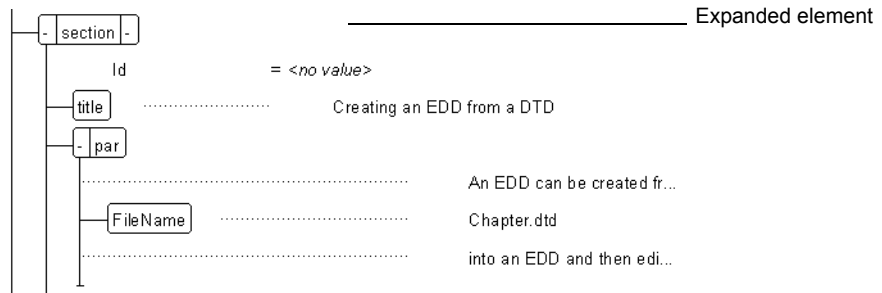 Expanded element
- section -
Id = <no value>
title Creating an EDD from a DTD
- par
An EDD can be created fr...
FileName Chapter.dtd
into an EDD and then edi...